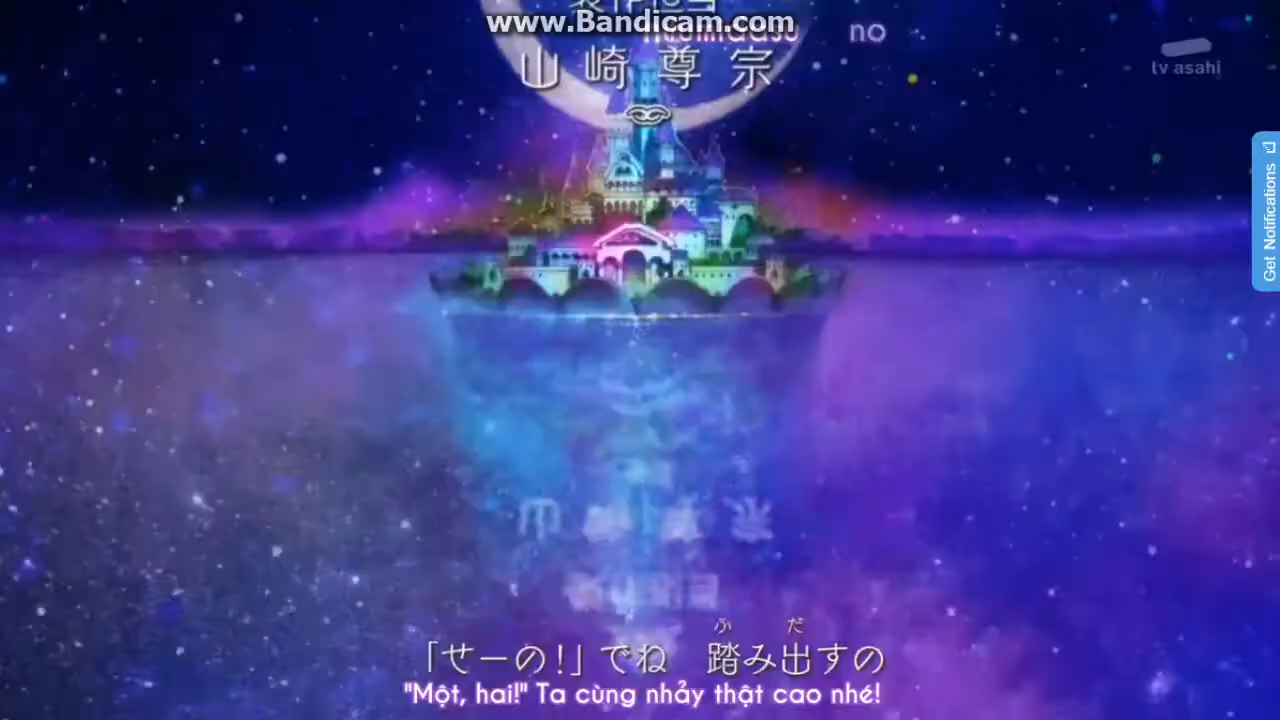 www.Bandicam.com
no
山崎尊宗
tv asahi
Get Notifications
ふ だ
「せーの!」でね 踏み出すの
"Một, hai!" Ta cùng nhảy thật cao nhé!